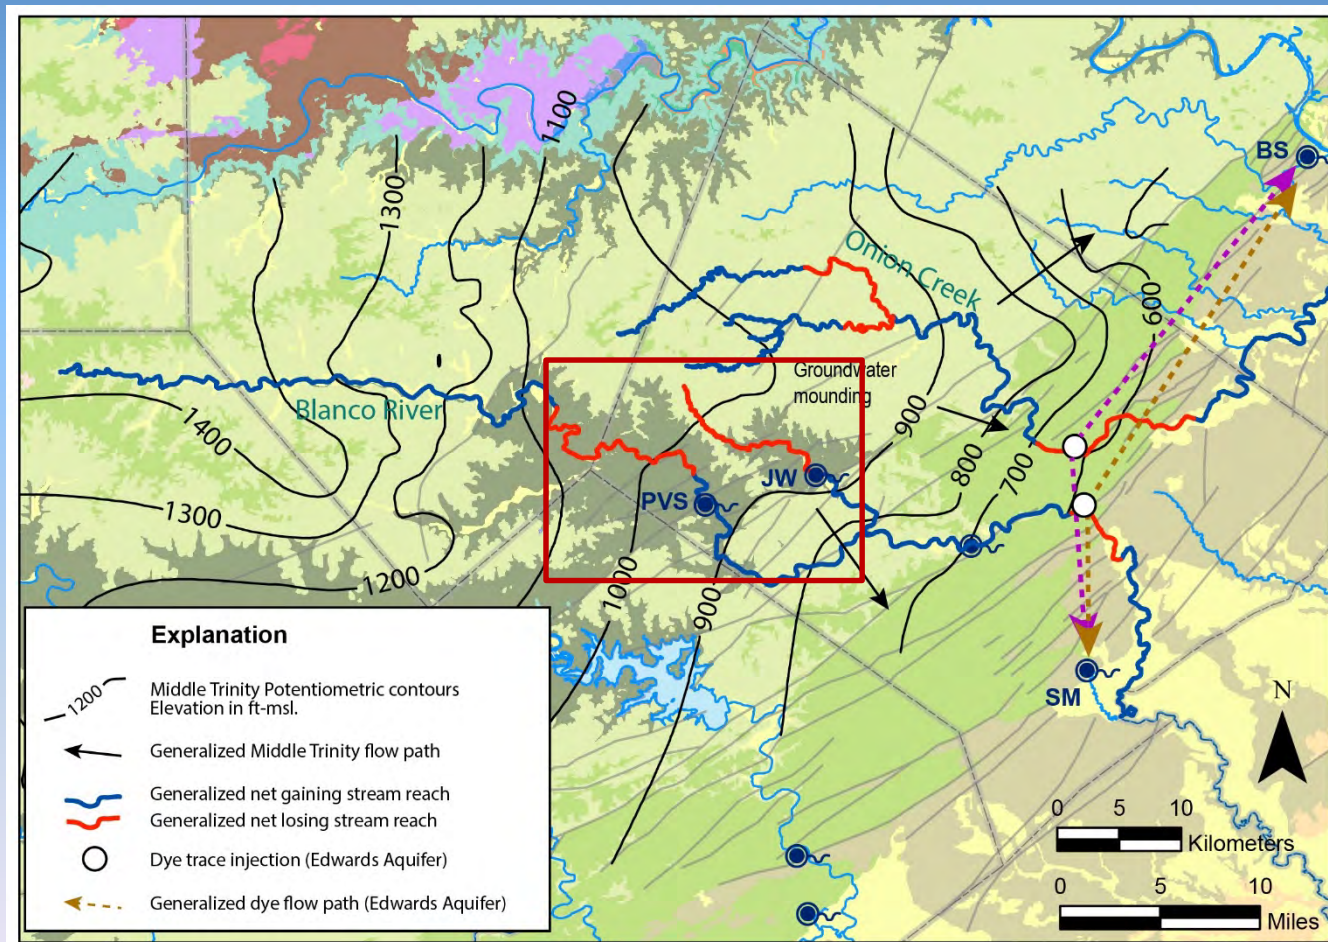 1100
BS
1300
Onion Creek
600
Groundwater
mounding
Blanco River
900
1400
800
700
JW
PVS
1300
1200
1000
900
SM
N
Explanation
1200
Middle Trinity Potentiometric contours
Elevation in ft-msl.
Generalized Middle Trinity flow path
Generalized net gaining stream reach
Generalized net losing stream reach
Dye trace injection (Edwards Aquifer)
Generalized dye flow path (Edwards Aquifer)
0 5 10
Kilometers
0 5 10
Miles